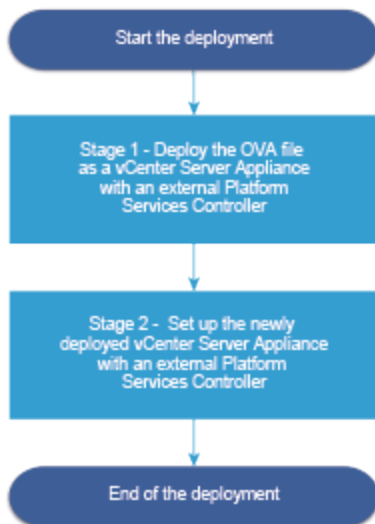 Start the deployment
Stage 1 - Deploy the OVA file
as a vCenter Server Appliance
with an external Platform
Services Controller
Stage 2 - Set up the newly
deployed vCenter Server Appliance
with an external Platform
Services Controller
End of the deployment